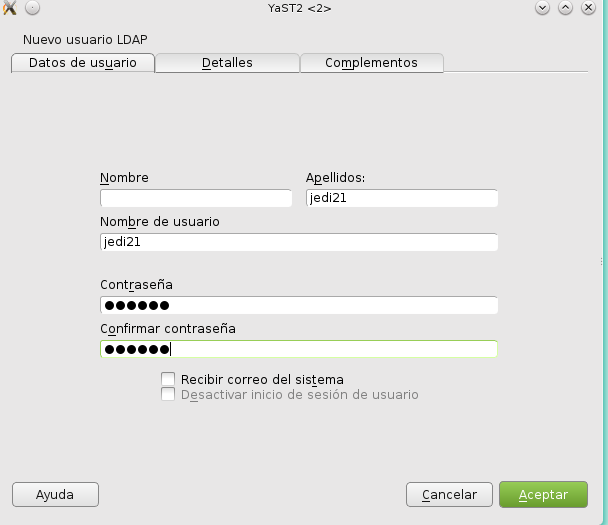 YaST2 <2>
Nuevo usuario LDAP
Datos de usuario Detalles Complementos
Nombre Apellidos:
jedi21
Nombre de usuario
jedi21
Contraseña
●●●●●●
Confirmar contraseña
●●●●●●
Recibir correo del sistema
Desactivar inicio de sesión de usuario
Ayuda Cancelar Aceptar